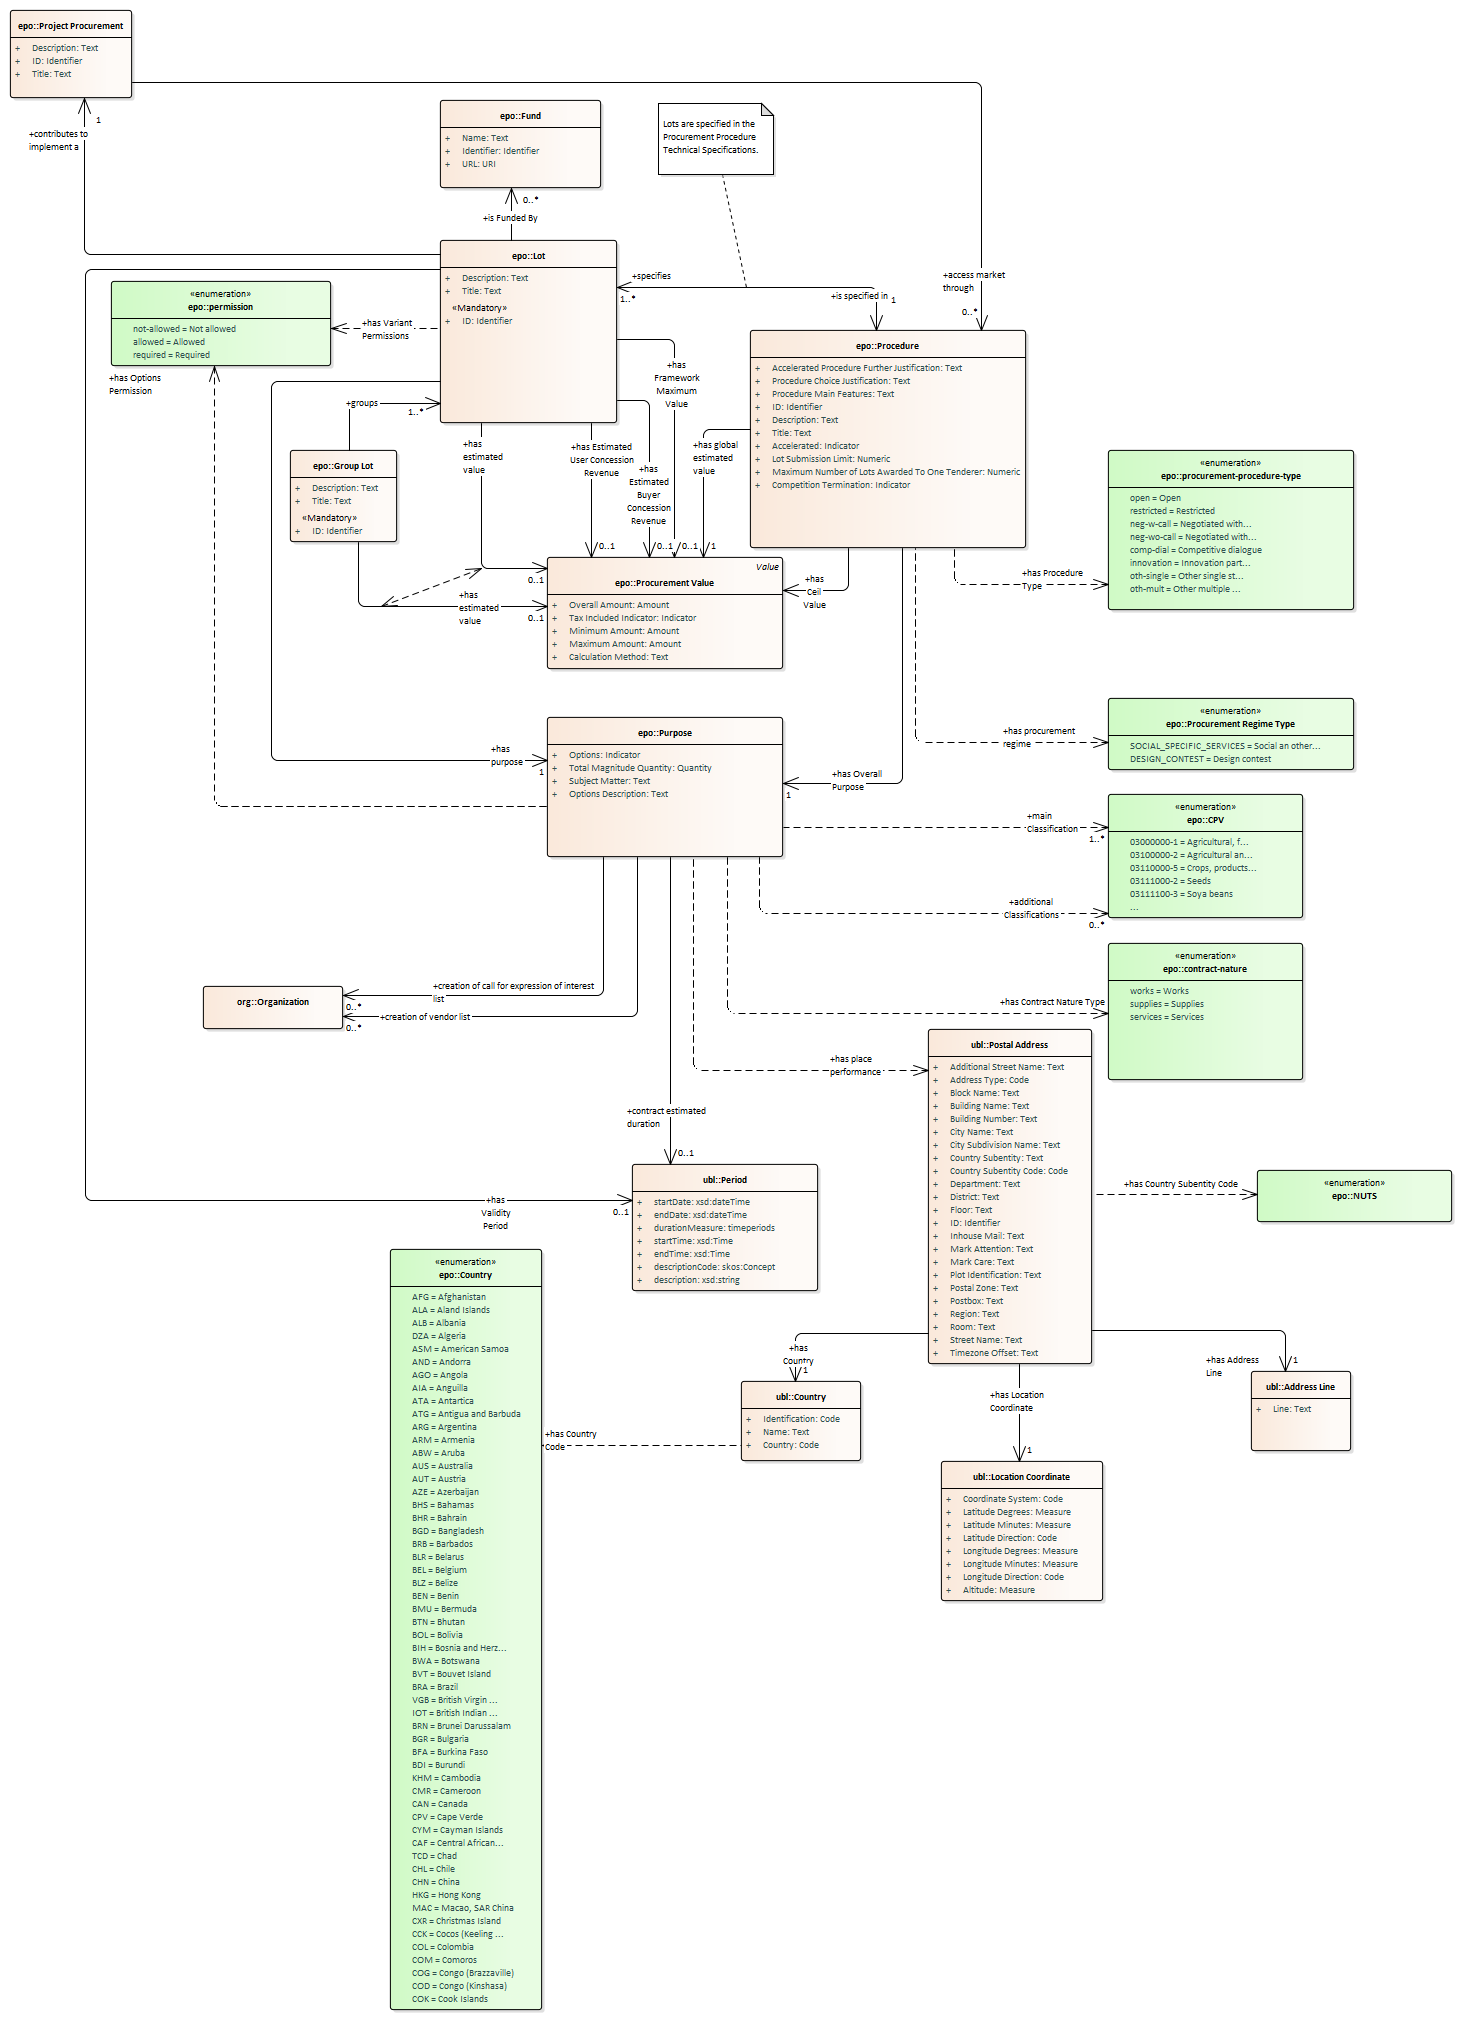 epo::Project Procurement
+ Description: Text
+ ID: Identifier
+ Title: Text
+contributes to
implement a
1
epo::Fund
+ Name: Text
+ Identifier: Identifier
+ URL: URI
0..*
+is Funded By
Lots are specified in the
Procurement Procedure
Technical Specifications.
epo::Lot
+ Description: Text
+ Title: Text
«Mandatory»
+ ID: Identifier
+specifies
1..*
+is specified in
1
+access market
through
0..*
«enumeration»
epo::permission
not-allowed = Not allowed
allowed = Allowed
required = Required
+has Variant
Permissions
+has Options
Permission
epo::Procedure
+ Accelerated Procedure Further Justification: Text
+ Procedure Choice Justification: Text
+ Procedure Main Features: Text
+ ID: Identifier
+ Description: Text
+ Title: Text
+ Accelerated: Indicator
+ Lot Submission Limit: Numeric
+ Maximum Number of Lots Awarded To One Tenderer: Numeric
+ Competition Termination: Indicator
+has
Framework
Maximum
Value
0..1
+groups
1..*
epo::Group Lot
+ Description: Text
+ Title: Text
«Mandatory»
+ ID: Identifier
+has
estimated
value
0..1
+has Estimated
User Concession
Revenue
0..1
+has
Estimated
Buyer
Concession
Revenue
0..1
+has global
estimated
value
1
+has
estimated
value
0..1
Value
epo::Procurement Value
+ Overall Amount: Amount
+ Tax Included Indicator: Indicator
+ Minimum Amount: Amount
+ Maximum Amount: Amount
+ Calculation Method: Text
+has
Ceil
Value
«enumeration»
epo::procurement-procedure-type
open = Open
restricted = Restricted
neg-w-call = Negotiated with...
neg-wo-call = Negotiated with...
comp-dial = Competitive dialogue
innovation = Innovation part...
oth-single = Other single st...
oth-mult = Other multiple ...
+has Procedure
Type
«enumeration»
epo::Procurement Regime Type
SOCIAL_SPECIFIC_SERVICES = Social an other...
DESIGN_CONTEST = Design contest
+has procurement
regime
epo::Purpose
+ Options: Indicator
+ Total Magnitude Quantity: Quantity
+ Subject Matter: Text
+ Options Description: Text
+has
purpose
1
+has Overall
Purpose
1
«enumeration»
epo::CPV
03000000-1 = Agricultural, f...
03100000-2 = Agricultural an...
03110000-5 = Crops, products...
03111000-2 = Seeds
03111100-3 = Soya beans
...
+main
Classification
1..*
+additional
Classifications
0..*
«enumeration»
epo::contract-nature
works = Works
supplies = Supplies
services = Services
+has Contract Nature Type
org::Organization
+creation of call for expression of interest
list
0..*
+creation of vendor list
0..*
+has place
performance
+contract estimated
duration
0..1
ubl::Postal Address
+ Additional Street Name: Text
+ Address Type: Code
+ Block Name: Text
+ Building Name: Text
+ Building Number: Text
+ City Name: Text
+ City Subdivision Name: Text
+ Country Subentity: Text
+ Country Subentity Code: Code
+ Department: Text
+ District: Text
+ Floor: Text
+ ID: Identifier
+ Inhouse Mail: Text
+ Mark Attention: Text
+ Mark Care: Text
+ Plot Identification: Text
+ Postal Zone: Text
+ Postbox: Text
+ Region: Text
+ Room: Text
+ Street Name: Text
+ Timezone Offset: Text
+has Country Subentity Code
«enumeration»
epo::NUTS
+has
Validity
Period
0..1
ubl::Period
+ startDate: xsd:dateTime
+ endDate: xsd:dateTime
+ durationMeasure: timeperiods
+ startTime: xsd:Time
+ endTime: xsd:Time
+ descriptionCode: skos:Concept
+ description: xsd:string
+has
Country
1
+has Location
Coordinate
1
+has Address
Line
1
ubl::Address Line
+ Line: Text
ubl::Country
+ Identification: Code
+ Name: Text
+ Country: Code
+has Country
Code
ubl::Location Coordinate
+ Coordinate System: Code
+ Latitude Degrees: Measure
+ Latitude Minutes: Measure
+ Latitude Direction: Code
+ Longitude Degrees: Measure
+ Longitude Minutes: Measure
+ Longitude Direction: Code
+ Altitude: Measure
«enumeration»
epo::Country
AFG = Afghanistan
ALA = Aland Islands
ALB = Albania
DZA = Algeria
ASM = American Samoa
AND = Andorra
AGO = Angola
AIA = Anguilla
ATA = Antartica
ATG = Antigua and Barbuda
ARG = Argentina
ARM = Armenia
ABW = Aruba
AUS = Australia
AUT = Austria
AZE = Azerbaijan
BHS = Bahamas
BHR = Bahrain
BGD = Bangladesh
BRB = Barbados
BLR = Belarus
BEL = Belgium
BLZ = Belize
BEN = Benin
BMU = Bermuda
BTN = Bhutan
BOL = Bolivia
BIH = Bosnia and Herz...
BWA = Botswana
BVT = Bouvet Island
BRA = Brazil
VGB = British Virgin ...
IOT = British Indian ...
BRN = Brunei Darussalam
BGR = Bulgaria
BFA = Burkina Faso
BDI = Burundi
KHM = Cambodia
CMR = Cameroon
CAN = Canada
CPV = Cape Verde
CYM = Cayman Islands
CAF = Central African...
TCD = Chad
CHL = Chile
CHN = China
HKG = Hong Kong
MAC = Macao, SAR China
CXR = Christmas Island
CCK = Cocos (Keeling ...
COL = Colombia
COM = Comoros
COG = Congo (Brazzaville)
COD = Congo (Kinshasa)
COK = Cook Islands